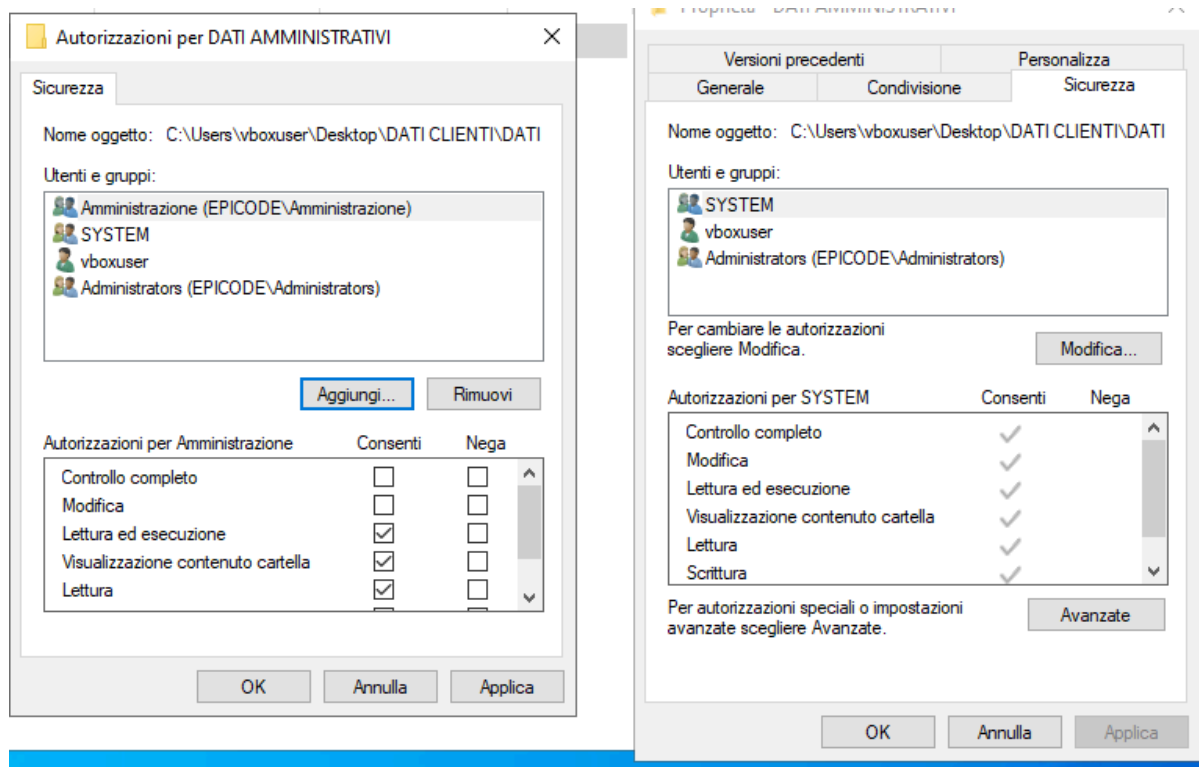 Autorizzazioni per DATI AMMINISTRATIVI
Sicurezza
Nome oggetto: C:\Users\vboxuser\Desktop\DATI CLIENTI\DATI
Utenti e gruppi:
Amministrazione (EPICODE\Amministrazione)
SYSTEM
vboxuser
Administrators (EPICODE\Administrators)
Aggiungi...
Rimuovi
Autorizzazioni per Amministrazione Consenti Nega
Controllo completo
Modifica
Lettura ed esecuzione
Visualizzazione contenuto cartella
Lettura
OK Annulla Applica
Proprietà - DATI AMMINISTRATIVI
Versioni precedenti Personalizza
Generale Condivisione Sicurezza
Nome oggetto: C:\Users\vboxuser\Desktop\DATI CLIENTI\DATI
Utenti e gruppi:
SYSTEM
vboxuser
Administrators (EPICODE\Administrators)
Per cambiare le autorizzazioni
scegliere Modifica.
Modifica...
Autorizzazioni per SYSTEM Consenti Nega
Controllo completo
Modifica
Lettura ed esecuzione
Visualizzazione contenuto cartella
Lettura
Scrittura
Per autorizzazioni speciali o impostazioni
avanzate scegliere Avanzate.
Avanzate
OK Annulla Applica